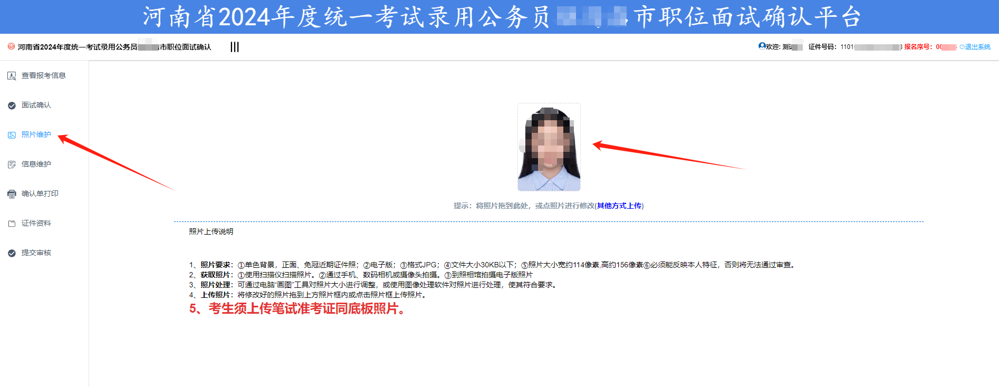 河南省2024年度统一考试录用公务员 市职位面试确认平台
河南省2024年度统一考试录用公务员 市职位面试确认
欢迎: 测试 证件号码: 1101 报名序号: 00 退出系统
查看报考信息
面试确认
照片维护
信息维护
确认单打印
证件资料
提交审核
提示：将照片拖到此处，或点照片进行修改(其他方式上传)
照片上传说明
1、照片要求：①单色背景，正面、免冠近期证件照；②电子版；③格式JPG；④文件大小30KB以下；⑤照片大小宽约114像素,高约156像素⑥必须能反映本人特征，否则将无法通过审查。
2、获取照片：①使用扫描仪扫描照片。②通过手机、数码相机或摄像头拍摄。③到照相馆拍摄电子版照片
3、照片处理：可通过电脑“画图”工具对照片大小进行调整，或使用图像处理软件对照片进行处理，使其符合要求。
4、上传照片：将修改好的照片拖到上方照片框内或点击照片框上传照片。
5、考生须上传笔试准考证同底板照片。